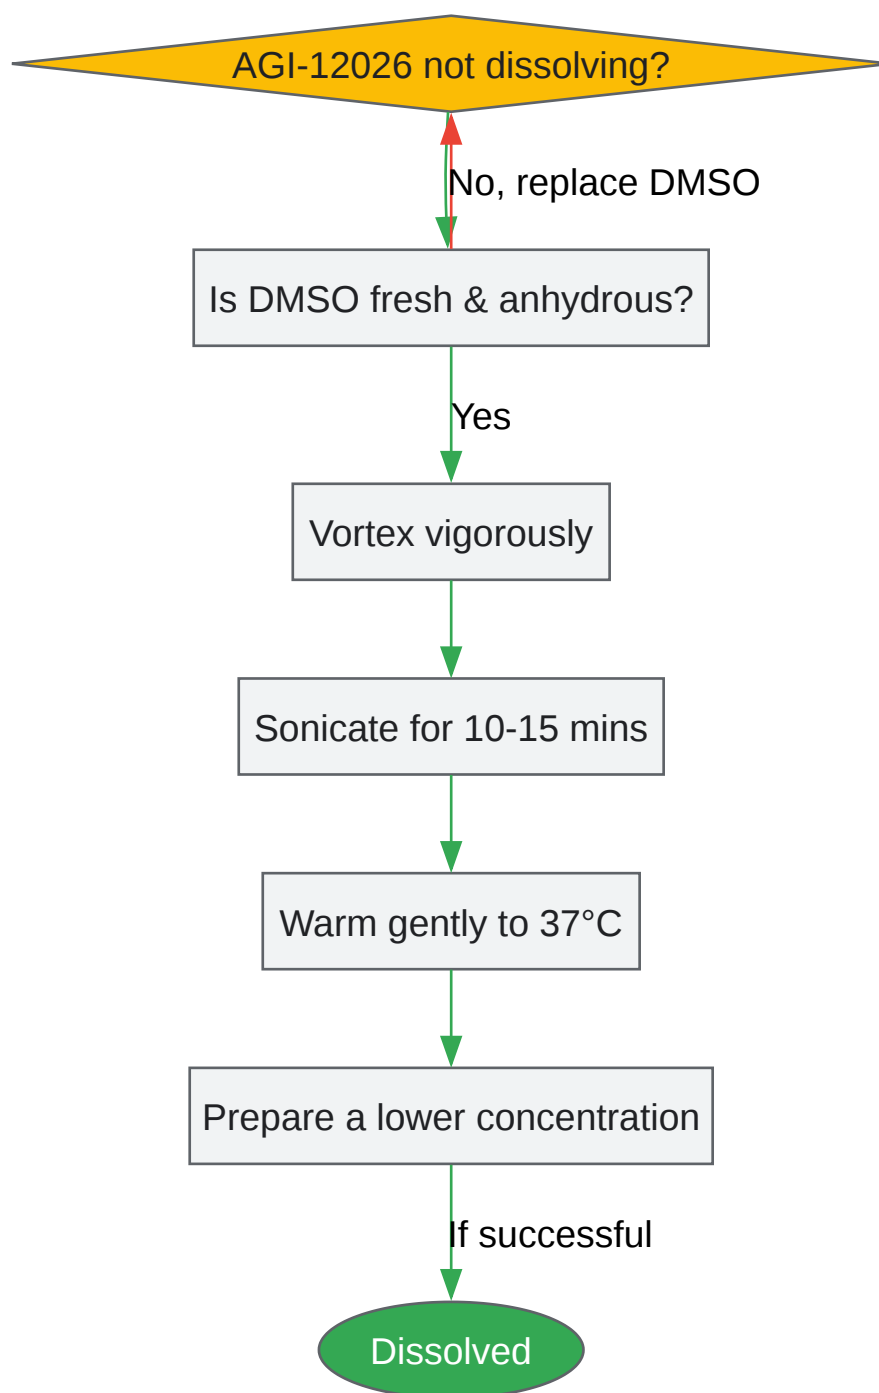 AGI-12026 not dissolving?
No, replace DMSO
Is DMSO fresh & anhydrous?
Yes
Vortex vigorously
Sonicate for 10-15 mins
Warm gently to 37°C
Prepare a lower concentration
If successful
Dissolved